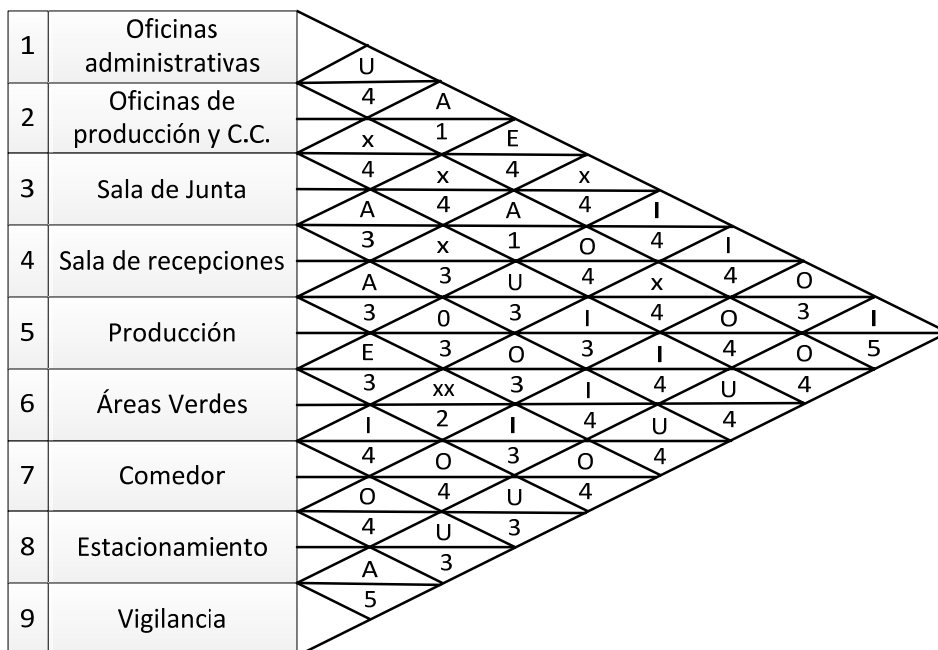 1 Oficinas administrativas
U
4 A
2 Oficinas de producción y C.C.
x 1 E
4 x 4 x
3 Sala de Junta
A 4 A 4 I
3 x 1 O 4 I
4 Sala de recepciones
A 3 U 4 x 4 O
3 0 3 I 4 O 3 I
5 Producción
E 3 O 3 I 4 O 5
3 xx 3 I 4 U 4
6 Áreas Verdes
I 2 I 4 U 4
4 O 3 O 4
7 Comedor
O 4 U 4
4 U 3
8 Estacionamiento
A 3
5
9 Vigilancia